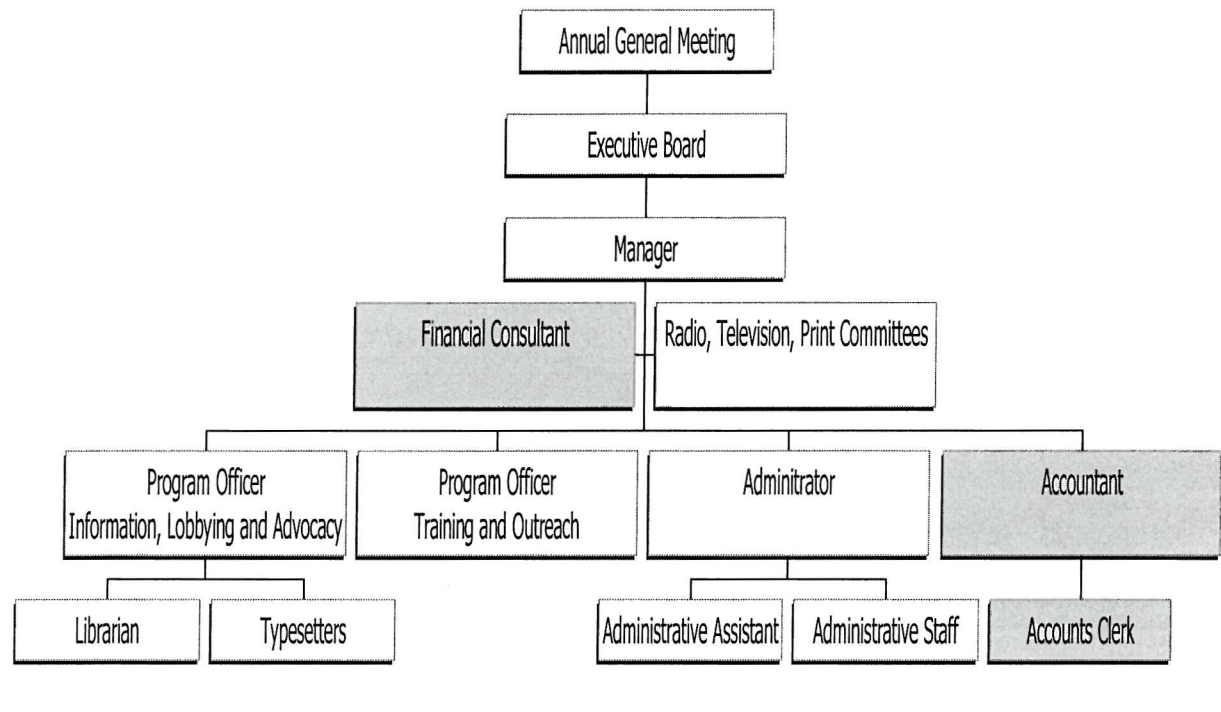 Annual General Meeting
Executive Board
Manager
Financial Consultant
Radio, Television, Print Committees
Program Officer
Information, Lobbying and Advocacy
Program Officer
Training and Outreach
Adminitrator
Accountant
Librarian
Typesetters
Administrative Assistant
Administrative Staff
Accounts Clerk